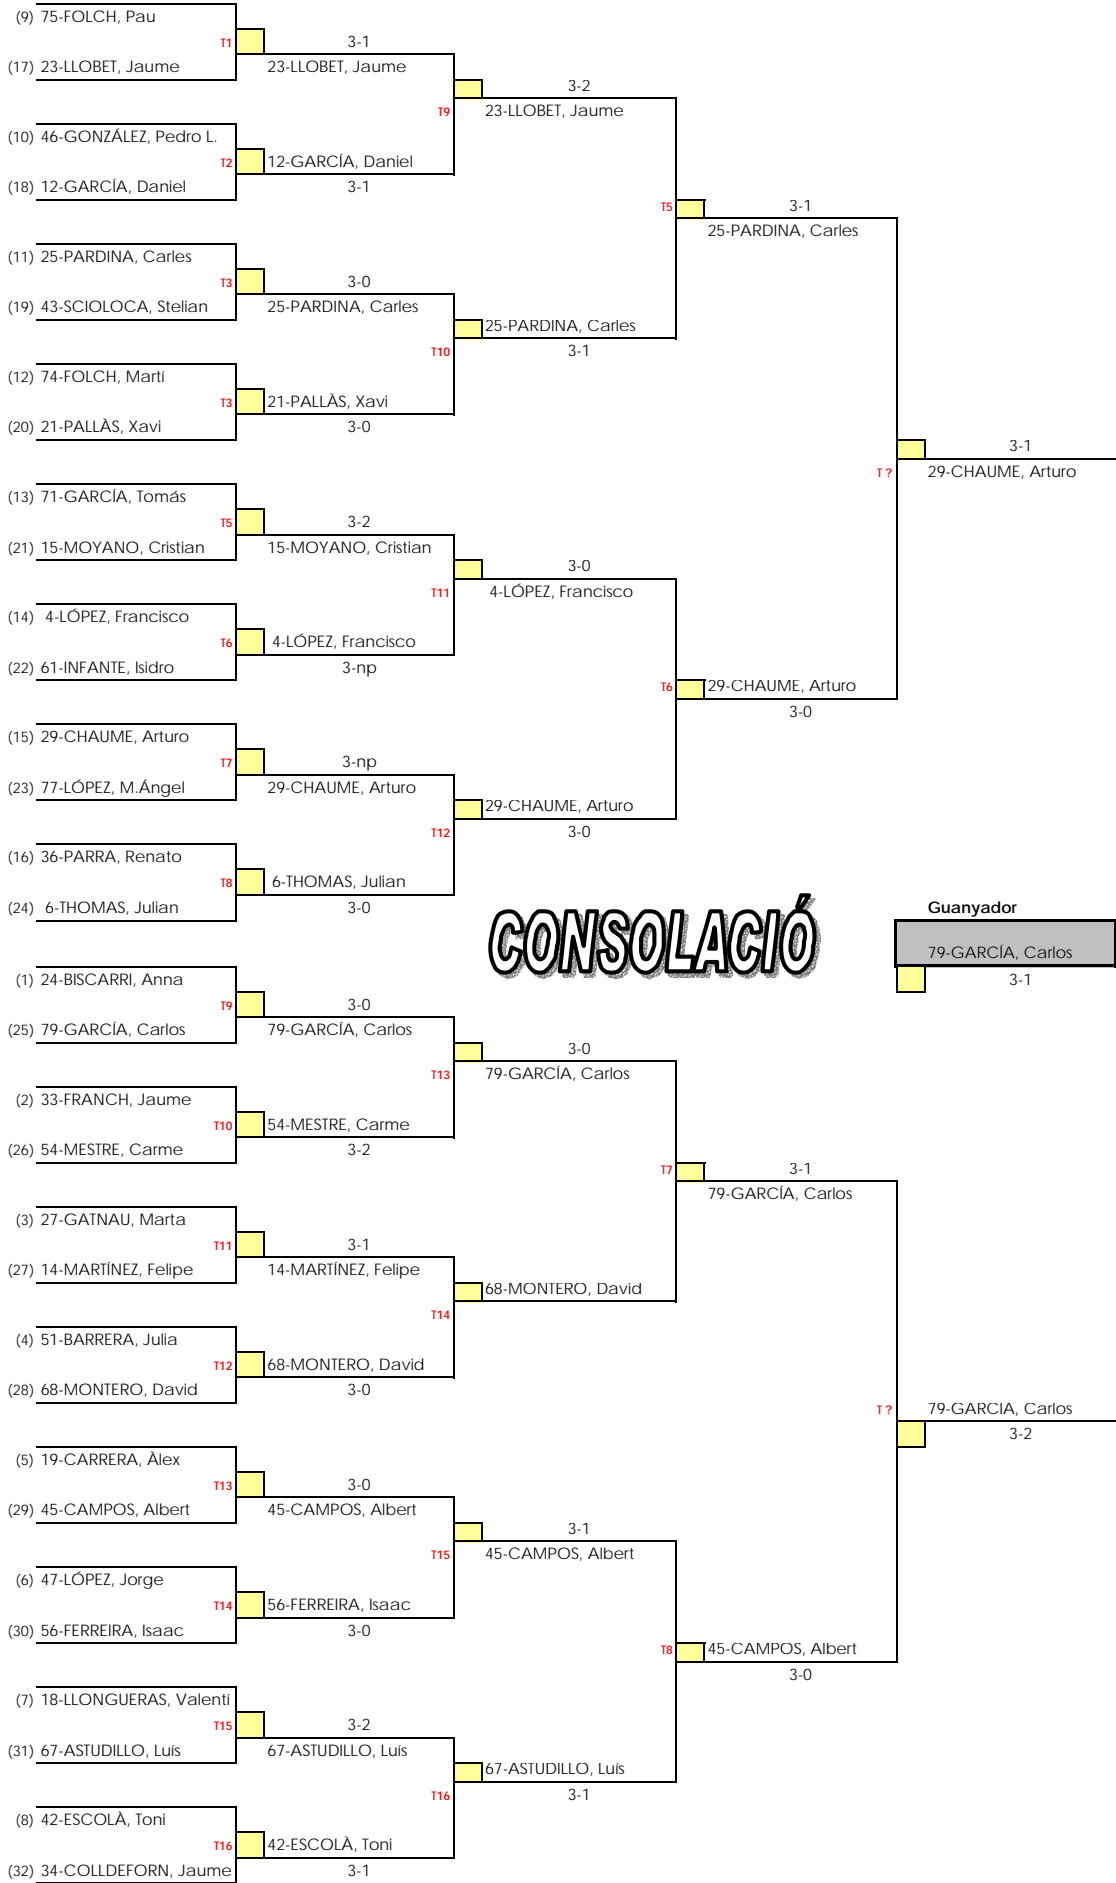 (9) 75-FOLCH, Pau
T1
3-1
(17) 23-LLOBET, Jaume
23-LLOBET, Jaume
3-2
T9
23-LLOBET, Jaume
(10) 46-GONZÁLEZ, Pedro L.
T2
12-GARCÍA, Daniel
(18) 12-GARCÍA, Daniel
3-1
T5
3-1
25-PARDINA, Carles
(11) 25-PARDINA, Carles
T3
3-0
(19) 43-SCIOLOCA, Stelian
25-PARDINA, Carles
25-PARDINA, Carles
T10
3-1
(12) 74-FOLCH, Martí
T3
21-PALLÀS, Xavi
(20) 21-PALLÀS, Xavi
3-0
3-1
T ?
29-CHAUME, Arturo
(13) 71-GARCÍA, Tomás
T5
3-2
(21) 15-MOYANO, Cristian
15-MOYANO, Cristian
3-0
T11
4-LÓPEZ, Francisco
(14) 4-LÓPEZ, Francisco
T6
4-LÓPEZ, Francisco
(22) 61-INFANTE, Isidro
3-np
T6
29-CHAUME, Arturo
3-0
(15) 29-CHAUME, Arturo
T7
3-np
(23) 77-LÓPEZ, M.Ángel
29-CHAUME, Arturo
29-CHAUME, Arturo
T12
3-0
(16) 36-PARRA, Renato
T8
6-THOMAS, Julian
(24) 6-THOMAS, Julian
3-0
CONSOLACIÓ
Guanyador
79-GARCÍA, Carlos
3-1
(1) 24-BISCARRI, Anna
T9
3-0
(25) 79-GARCÍA, Carlos
79-GARCÍA, Carlos
3-0
T13
79-GARCÍA, Carlos
(2) 33-FRANCH, Jaume
T10
54-MESTRE, Carme
(26) 54-MESTRE, Carme
3-2
T7
3-1
79-GARCÍA, Carlos
(3) 27-GATNAU, Marta
T11
3-1
(27) 14-MARTÍNEZ, Felipe
14-MARTÍNEZ, Felipe
68-MONTERO, David
T14
(4) 51-BARRERA, Julia
T12
68-MONTERO, David
(28) 68-MONTERO, David
3-0
T ?
79-GARCIA, Carlos
3-2
(5) 19-CARRERA, Àlex
T13
3-0
(29) 45-CAMPOS, Albert
45-CAMPOS, Albert
3-1
T15
45-CAMPOS, Albert
(6) 47-LÓPEZ, Jorge
T14
56-FERREIRA, Isaac
(30) 56-FERREIRA, Isaac
3-0
T8
45-CAMPOS, Albert
3-0
(7) 18-LLONGUERAS, Valentí
T15
3-2
(31) 67-ASTUDILLO, Luís
67-ASTUDILLO, Luís
67-ASTUDILLO, Luís
T16
3-1
(8) 42-ESCOLÀ, Toni
T16
42-ESCOLÀ, Toni
(32) 34-COLLDEFORN, Jaume
3-1